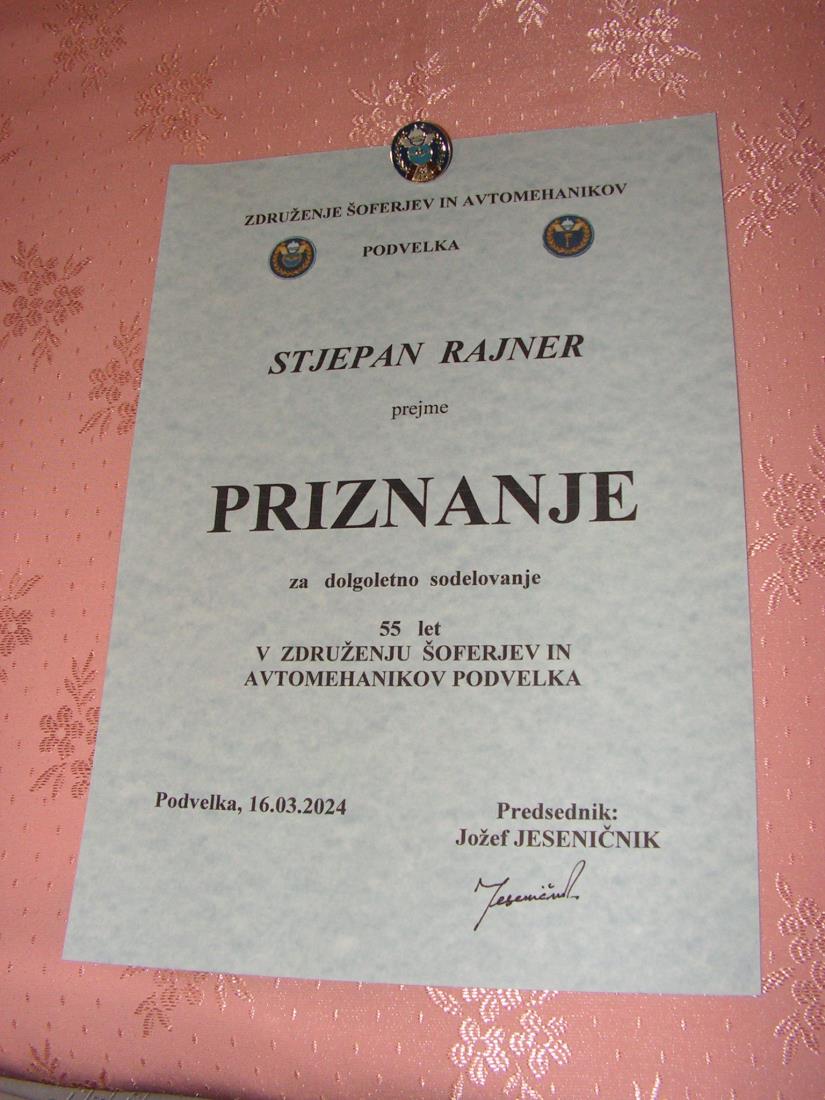 ZDRUŽENJE ŠOFERJEV IN AVTOMEHANIKOV
PODVELKA
STJEPAN RAJNER
prejme
PRIZNANJE
za dolgoletno sodelovanje
55 let
V ZDRUŽENJU ŠOFERJEV IN
AVTOMEHANIKOV PODVELKA
Podvelka, 16.03.2024
Predsednik:
Jožef JESENIČNIK
Jeseničnik